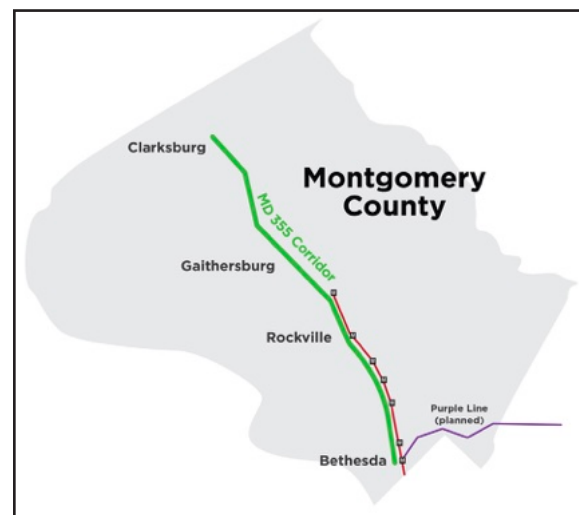 Clarksburg
Montgomery
County
MD 355 Corridor
Gaithersburg
Rockville
Purple Line
(planned)
Bethesda